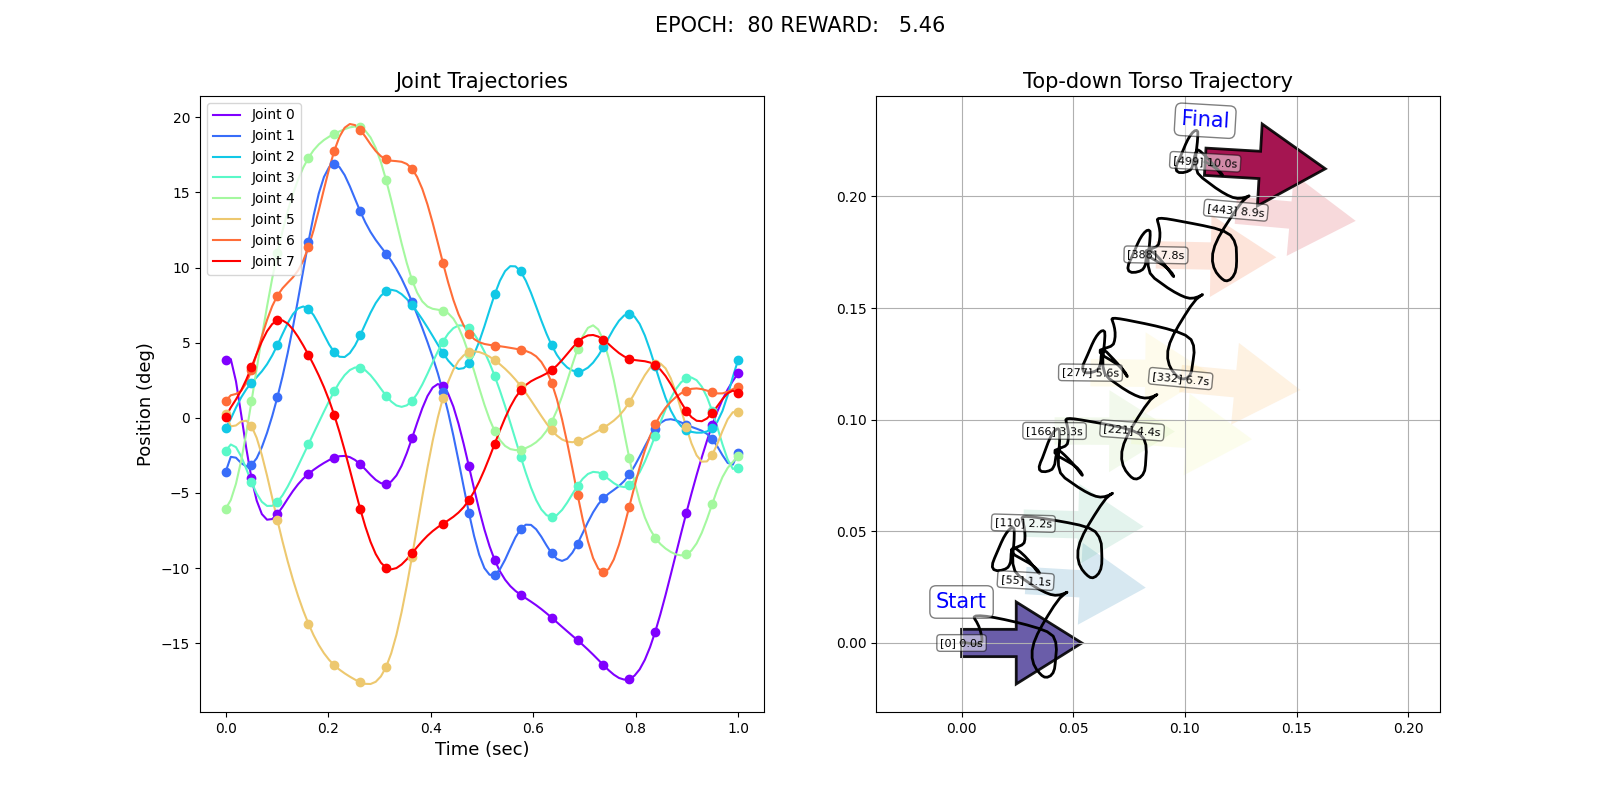 EPOCH:  80 REWARD:   5.46
Joint Trajectories
Position (deg)
20
15
10
5
0
−5
−10
−15
Joint 0
Joint 1
Joint 2
Joint 3
Joint 4
Joint 5
Joint 6
Joint 7
0.0
0.2
0.4
0.6
0.8
1.0
Time (sec)
Top-down Torso Trajectory
0.20
0.15
0.10
0.05
0.00
Final
[499] 10.0s
[443] 8.9s
[388] 7.8s
[277] 5.6s
[332] 6.7s
[166] 3.3s
[221] 4.4s
[110] 2.2s
[55] 1.1s
Start
[0] 0.0s
0.00
0.05
0.10
0.15
0.20